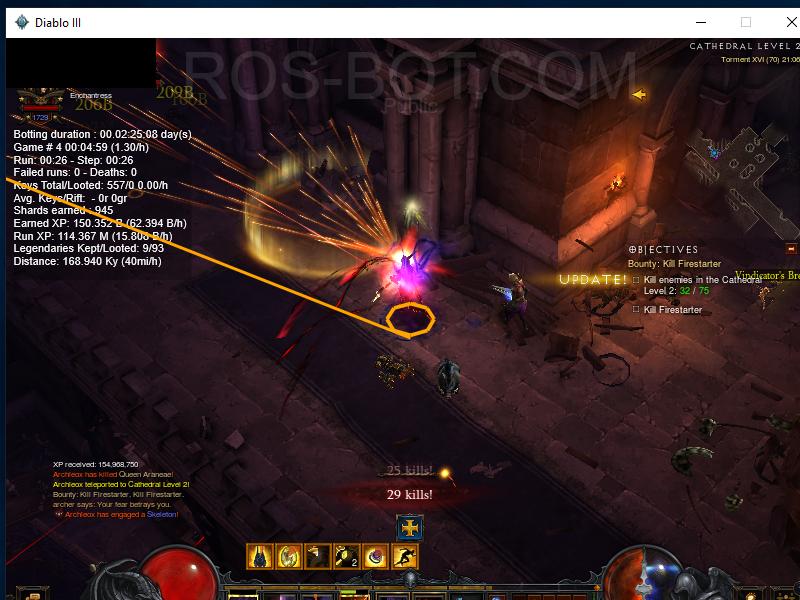 Diablo III
CATHEDRAL LEVEL 2
Torment XVI (70) 21:06
ROS-BOT.COM
Public
Enchantress
206B
209B
1729
Botting duration : 00.02:25:08 day(s)
Game # 4 00:04:59 (1.30/h)
Run: 00:26 - Step: 00:26
Failed runs: 0 - Deaths: 0
Keys Total/Looted: 557/0 0.00/h
Avg. Keys/Rift: - 0r 0gr
Shards earned : 945
Earned XP: 150.352 B (62.394 B/h)
Run XP: 114.367 M (15.808 B/h)
Legendaries Kept/Looted: 9/93
Distance: 168.940 Ky (40mi/h)
OBJECTIVES
Bounty: Kill Firestarter
UPDATE!
Kill enemies in the Cathedral
Level 2: 32 / 75
Kill Firestarter
Vindicator's Bre
XP received: 154,968,750
Archleox has killed Queen Araneae!
Archleox teleported to Cathedral Level 2!
Bounty: Kill Firestarter. Kill Firestarter.
archer says: Your fear betrays you.
Archleox has engaged a Skeleton!
25 kills!
29 kills!
2